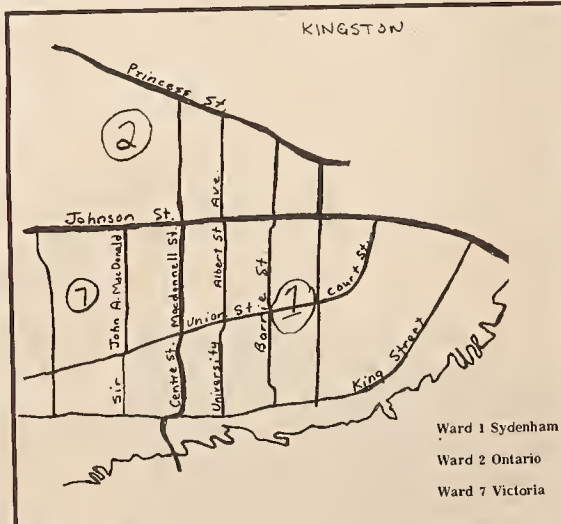 KINGSTON
Princess St.
2
Johnson St.
7
Sir John A. MacDonald
Centre St. Macdonnell St.
University Albert St Ave.
Barrie St.
Union St
1
Court St.
King Street
Ward 1 Sydenham
Ward 2 Ontario
Ward 7 Victoria